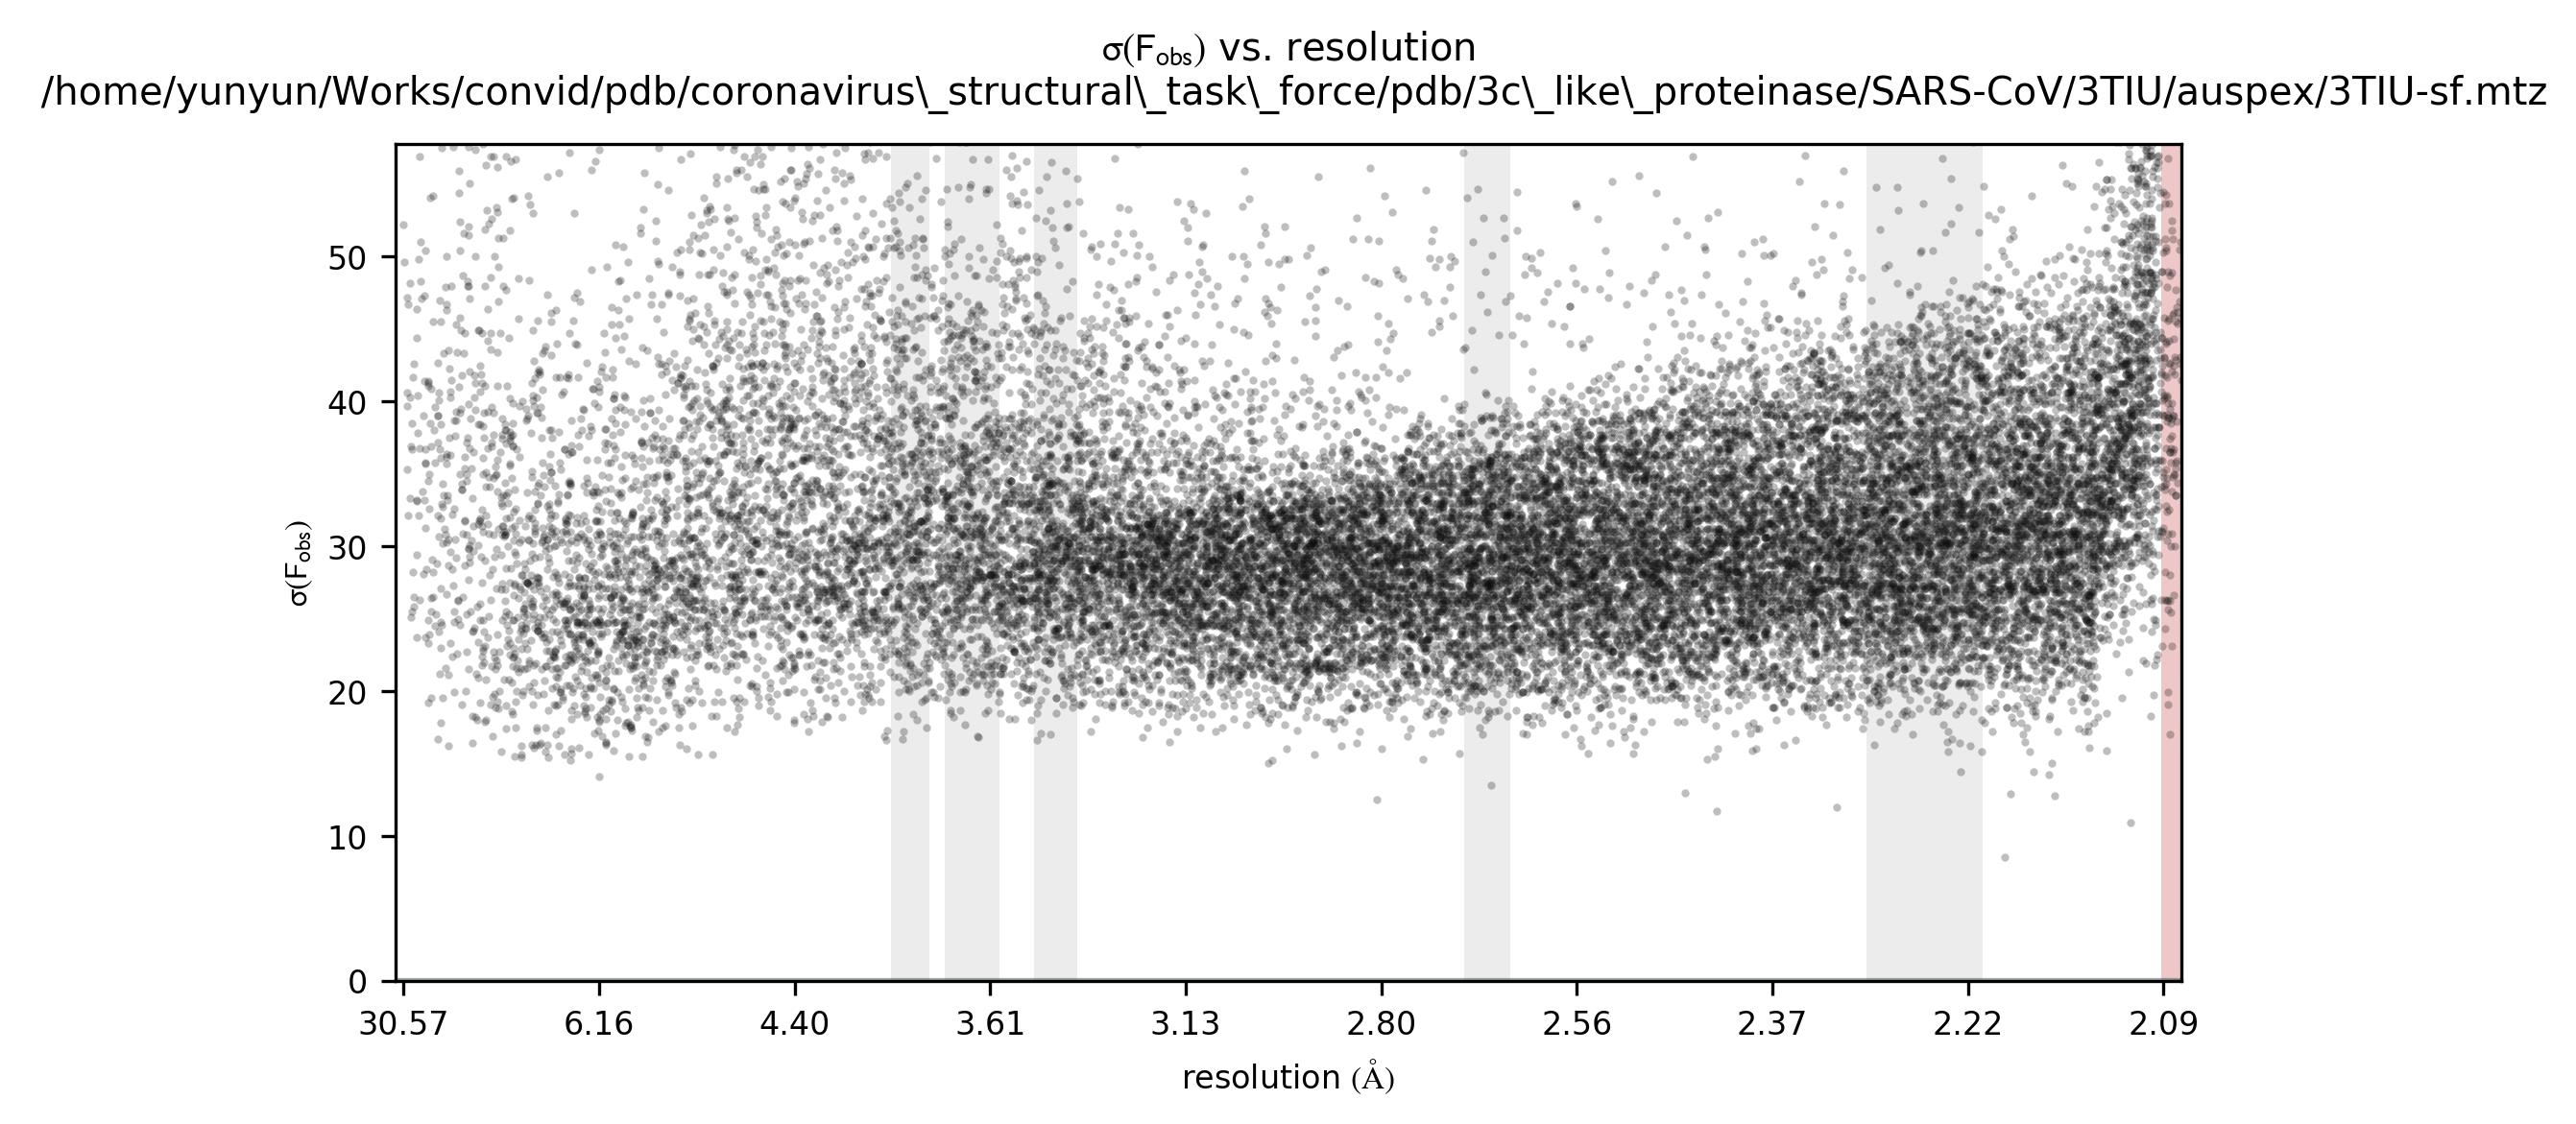 σ(Fobs) vs. resolution
/home/yunyun/Works/convid/pdb/coronavirus\_structural\_task\_force/pdb/3c\_like\_proteinase/SARS-CoV/3TIU/auspex/3TIU-sf.mtz
σ(Fobs)
50
40
30
20
10
0
30.57 6.16 4.40 3.61 3.13 2.80 2.56 2.37 2.22 2.09
resolution (Å)